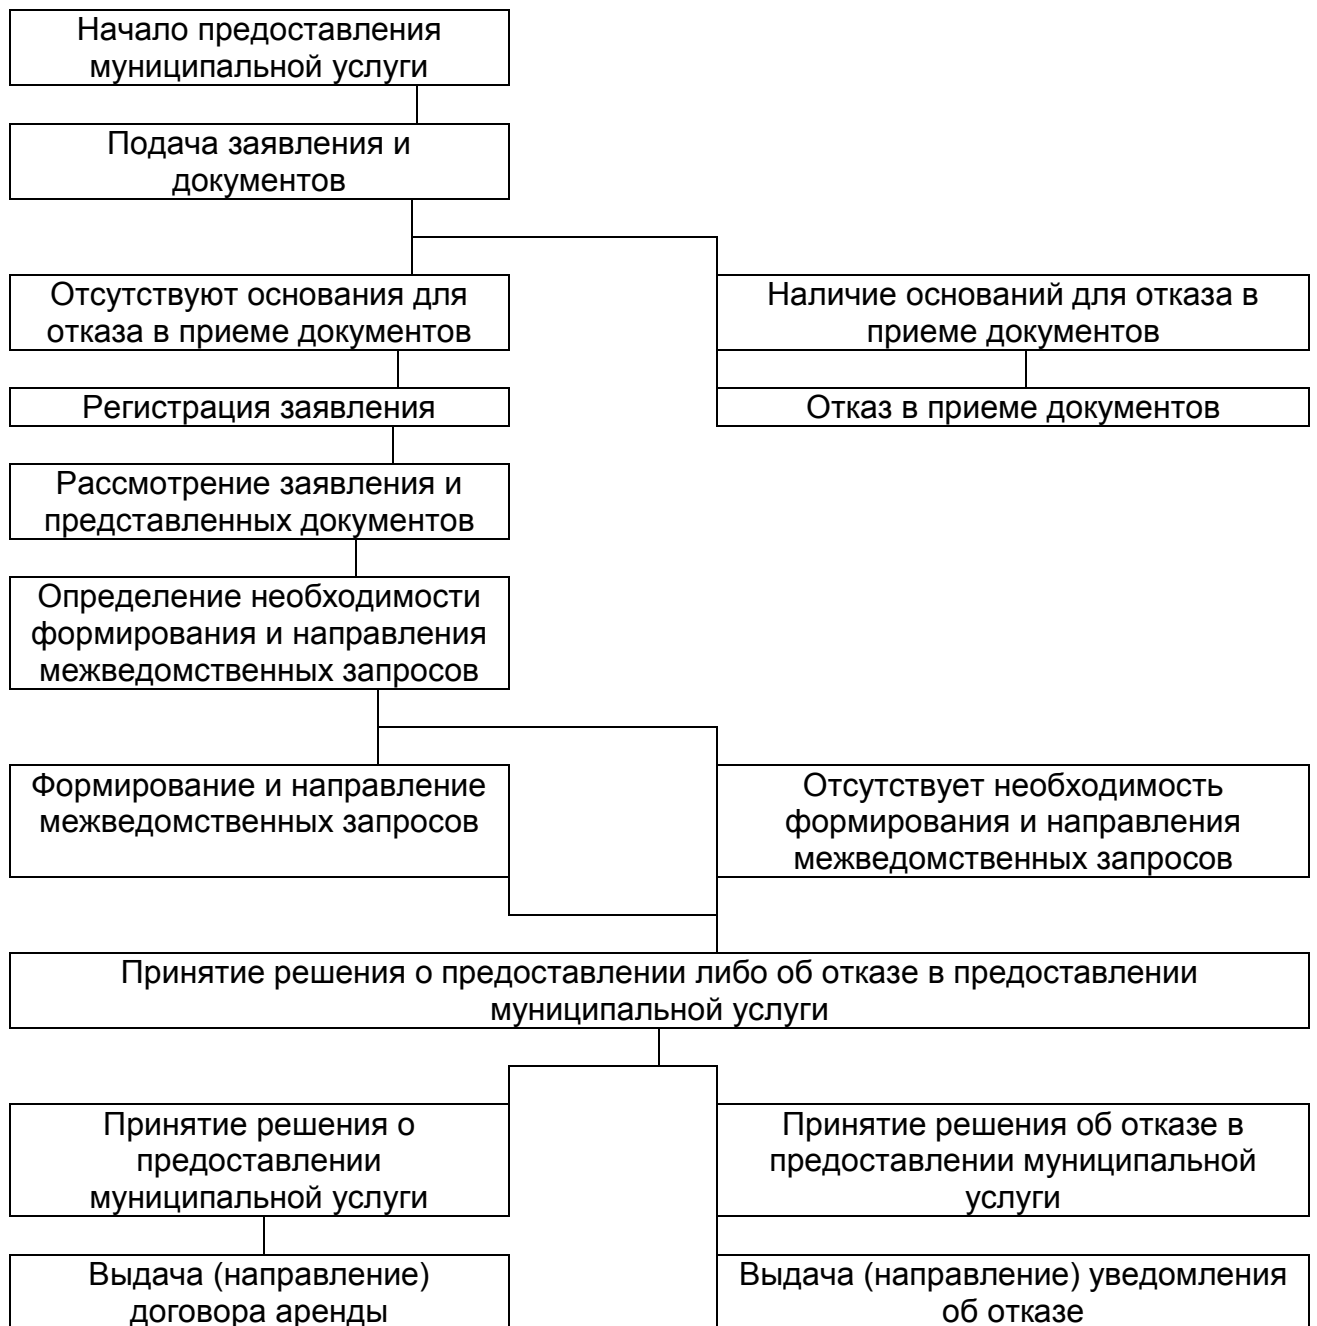 Начало предоставления
муниципальной услуги
Подача заявления и
документов
Отсутствуют основания для
отказа в приеме документов
Наличие оснований для отказа в
приеме документов
Регистрация заявления
Отказ в приеме документов
Рассмотрение заявления и
представленных документов
Определение необходимости
формирования и направления
межведомственных запросов
Формирование и направление
межведомственных запросов
Отсутствует необходимость
формирования и направления
межведомственных запросов
Принятие решения о предоставлении либо об отказе в предоставлении
муниципальной услуги
Принятие решения о
предоставлении
муниципальной услуги
Принятие решения об отказе в
предоставлении муниципальной
услуги
Выдача (направление)
договора аренды
Выдача (направление) уведомления
об отказе